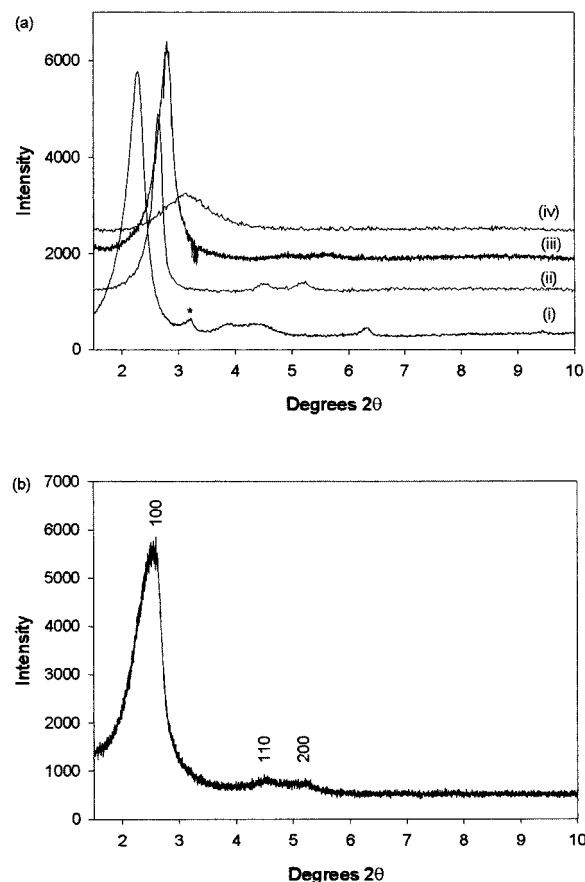 (a)
6000
4000
2000
0
Intensity
*
(iv)
(iii)
(ii)
(i)
2 3 4 5 6 7 8 9 10
Degrees 2θ
(b)
7000
6000
5000
4000
3000
2000
1000
0
Intensity
100
110
200
2 3 4 5 6 7 8 9 10
Degrees 2θ